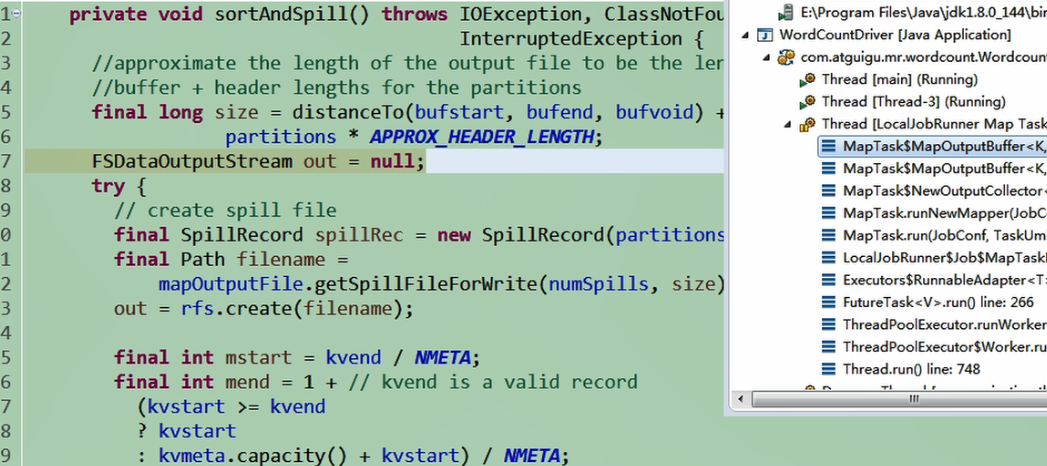 1 private void sortAndSpill() throws IOException, ClassNotFou
2 InterruptedException {
3 //approximate the length of the output file to be the ler
4 //buffer + header lengths for the partitions
5 final long size = distanceTo(bufstart, bufend, bufvoid) +
6 partitions * APPROX_HEADER_LENGTH;
7 FSDataOutputStream out = null;
8 try {
9 // create spill file
0 final SpillRecord spillRec = new SpillRecord(partitions
1 final Path filename =
2 mapOutputFile.getSpillFileForWrite(numSpills, size)
3 out = rfs.create(filename);
4
5 final int mstart = kvend / NMETA;
6 final int mend = 1 + // kvend is a valid record
7 (kvstart >= kvend
8 ? kvstart
9 : kvmeta.capacity() + kvstart) / NMETA;
E:\Program Files\Java\jdk1.8.0_144\bin
WordCountDriver [Java Application]
com.atguigu.mr.wordcount.Wordcount
Thread [main] (Running)
Thread [Thread-3] (Running)
Thread [LocalJobRunner Map Task
MapTask$MapOutputBuffer<K,
MapTask$MapOutputBuffer<K,
MapTask$NewOutputCollector<
MapTask.runNewMapper(JobCo
MapTask.run(JobConf, TaskUm
LocalJobRunner$Job$MapTask
Executors$RunnableAdapter<T>
FutureTask<V>.run() line: 266
ThreadPoolExecutor.runWorker
ThreadPoolExecutor$Worker.ru
Thread.run() line: 748